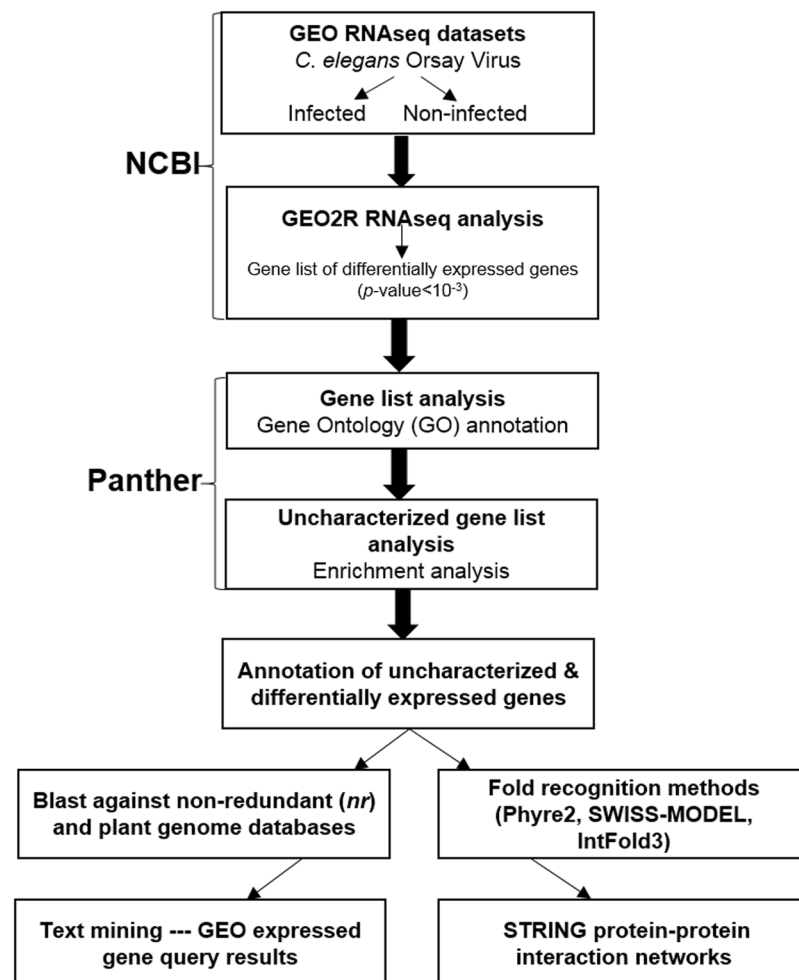 GEO RNAseq datasets
C. elegans Orsay Virus
Infected Non-infected
NCBI
GEO2R RNAseq analysis
Gene list of differentially expressed genes
(p-value<10-3)
Gene list analysis
Gene Ontology (GO) annotation
Panther
Uncharacterized gene list
analysis
Enrichment analysis
Annotation of uncharacterized &
differentially expressed genes
Blast against non-redundant (nr)
and plant genome databases
Fold recognition methods
(Phyre2, SWISS-MODEL,
IntFold3)
Text mining --- GEO expressed
gene query results
STRING protein-protein
interaction networks